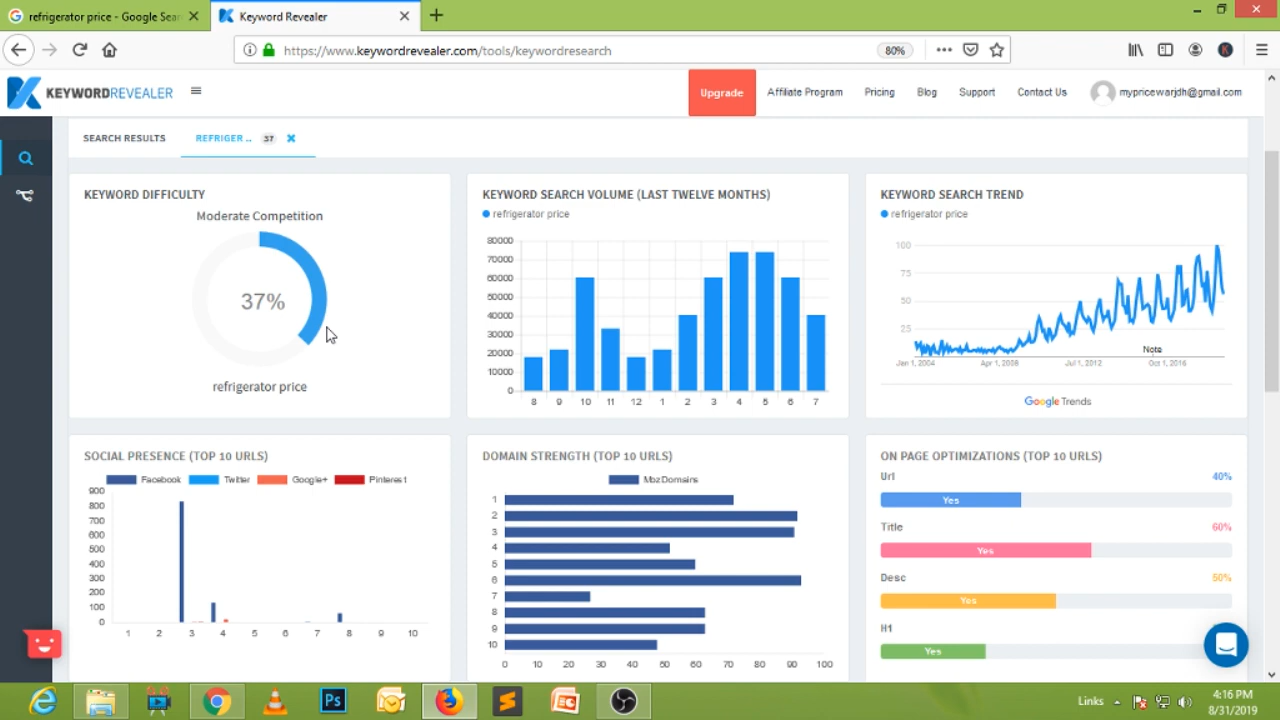 refrigerator price - Google Sear
Keyword Revealer
https://www.keywordrevealer.com/tools/keywordresearch
80%
KEYWORDREVEALER
Upgrade
Affiliate Program
Pricing
Blog
Support
Contact Us
mypricewarjdh@gmail.com
SEARCH RESULTS
REFRIGER .. 37
KEYWORD DIFFICULTY
Moderate Competition
37%
refrigerator price
KEYWORD SEARCH VOLUME (LAST TWELVE MONTHS)
refrigerator price
80000
70000
60000
50000
40000
30000
20000
10000
0
8 9 10 11 12 1 2 3 4 5 6 7
KEYWORD SEARCH TREND
refrigerator price
100
75
50
25
Note
Jan 1, 2004 Apr 1, 2008 Jul 1, 2012 Oct 1, 2016
Google Trends
SOCIAL PRESENCE (TOP 10 URLS)
Facebook Twitter Google+ Pinterest
900
800
700
600
500
400
300
200
100
0
1 2 3 4 5 6 7 8 9 10
DOMAIN STRENGTH (TOP 10 URLS)
MozDomains
1
2
3
4
5
6
7
8
9
10
0 10 20 30 40 50 60 70 80 90 100
ON PAGE OPTIMIZATIONS (TOP 10 URLS)
Url 40%
Yes
Title 60%
Yes
Desc 50%
Yes
H1
Yes
Ps
Links
4:16 PM
8/31/2019